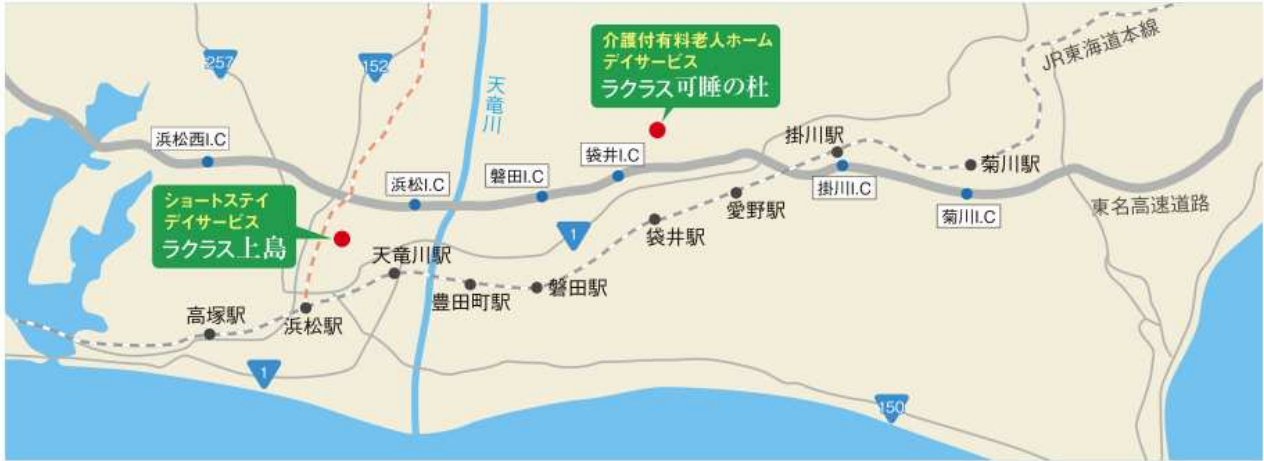 介護付有料老人ホーム
デイサービス
ラクラス可睡の杜
JR東海道本線
257
152
天竜川
浜松西I.C
袋井I.C
掛川駅
菊川駅
磐田I.C
浜松I.C
掛川I.C
菊川I.C
東名高速道路
ショートステイ
デイサービス
ラクラス上島
愛野駅
袋井駅
1
天竜川駅
豊田町駅
磐田駅
高塚駅
浜松駅
1
150